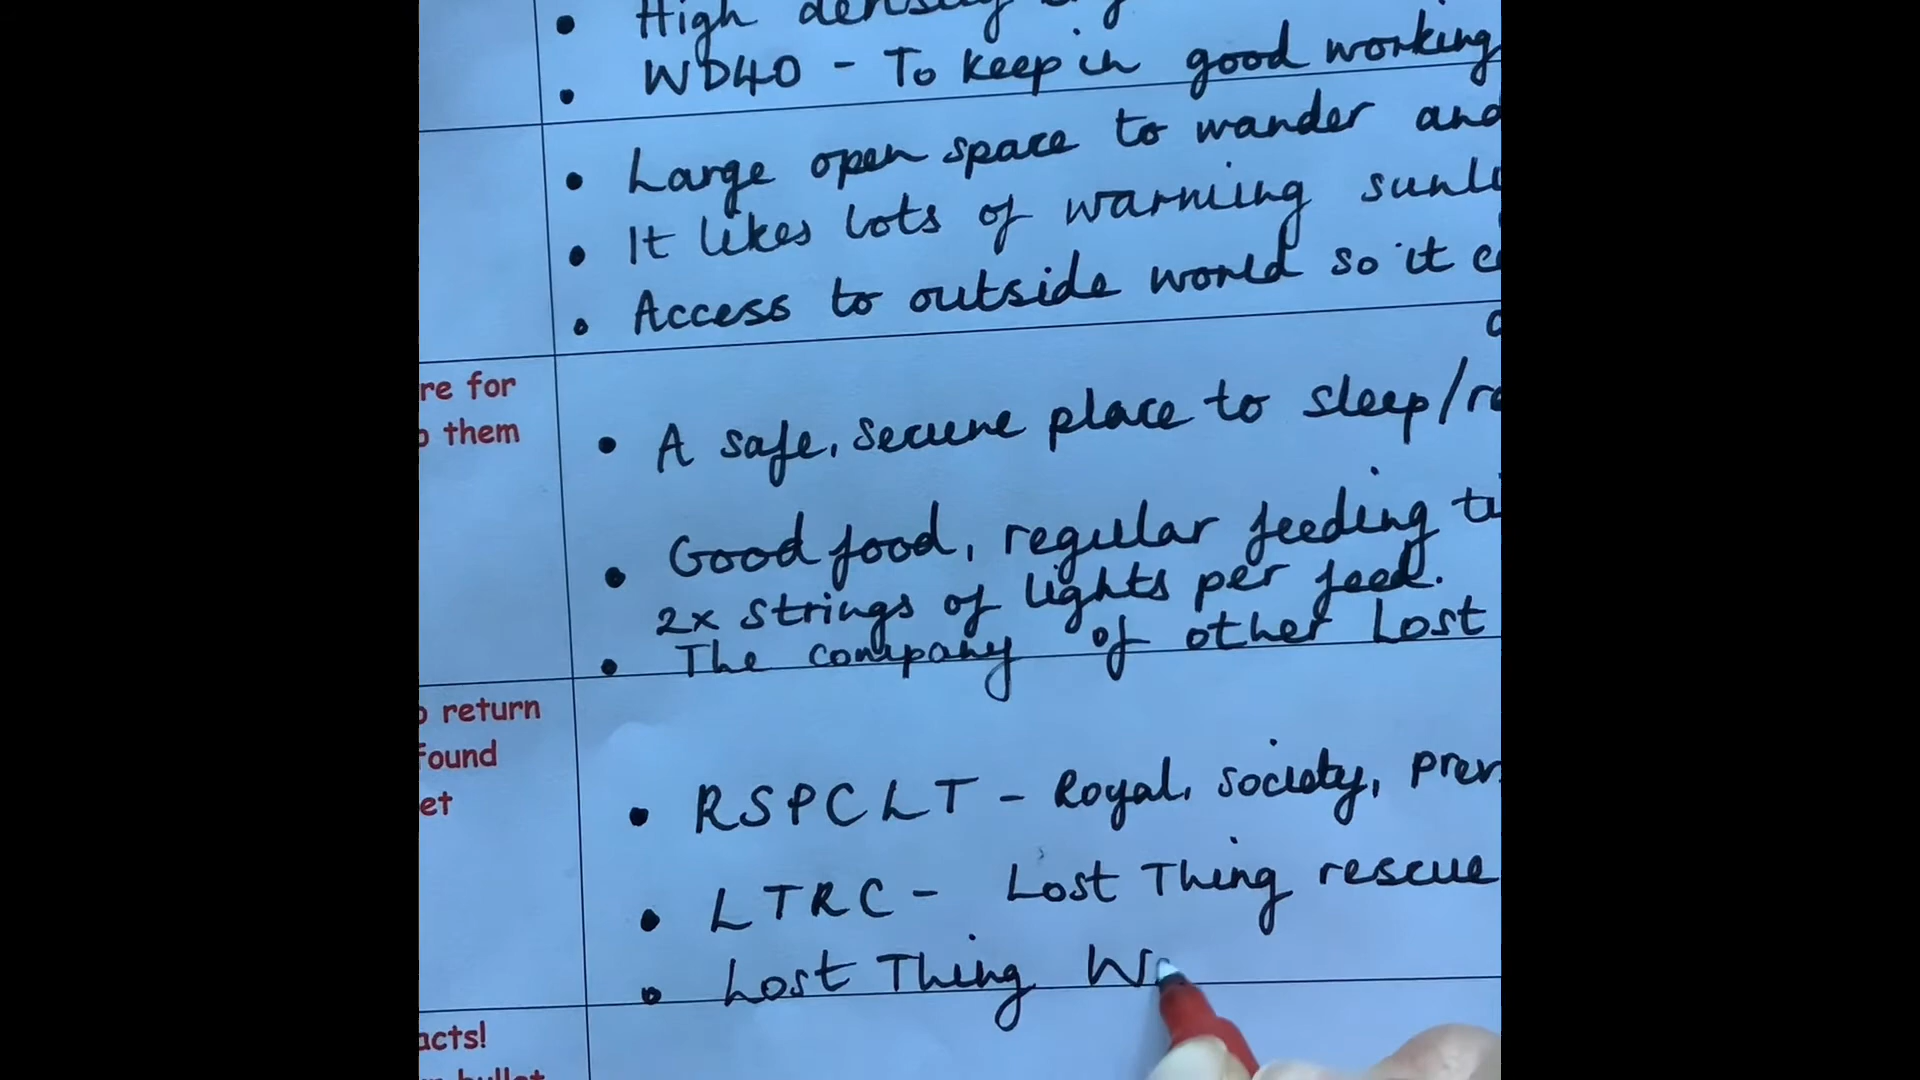 High density
WD40 - To keep in good working
Large open space to wander and
It likes lots of warming
Access to outside world so it
re for
them
A safe, secure place to sleep/
Good food, regular feeding
2x strings of lights per feed.
The company of other Lost
return
found
et
RSPCLT - Royal, society,
LTRC - Lost Thing rescue
Lost Thing
acts!
bullet